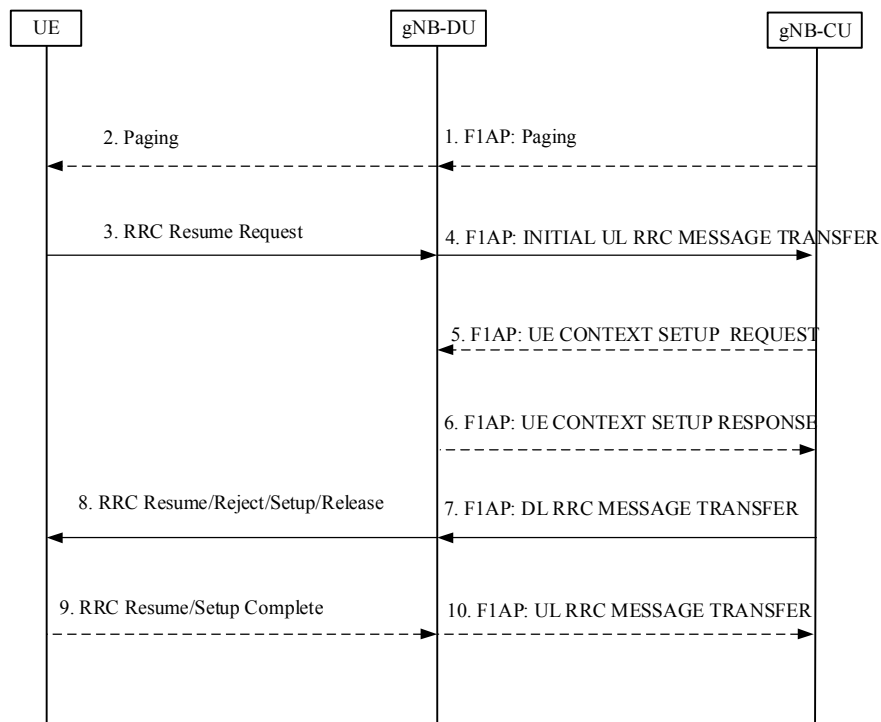 UE
gNB-DU
gNB-CU
2. Paging
1. F1AP: Paging
3. RRC Resume Request
4. F1AP: INITIAL UL RRC MESSAGE TRANSFER
5. F1AP: UE CONTEXT SETUP  REQUEST
6. F1AP: UE CONTEXT SETUP RESPONSE
8. RRC Resume/Reject/Setup/Release
7. F1AP: DL RRC MESSAGE TRANSFER
9. RRC Resume/Setup Complete
10. F1AP: UL RRC MESSAGE TRANSFER